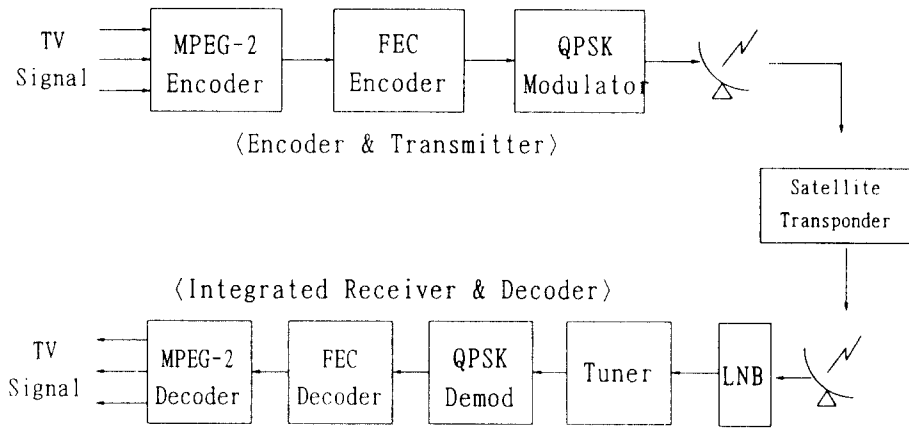 TV
Signal
MPEG-2
Encoder
FEC
Encoder
QPSK
Modulator
〈Encoder & Transmitter〉
Satellite
Transponder
〈Integrated Receiver & Decoder〉
TV
Signal
MPEG-2
Decoder
FEC
Decoder
QPSK
Demod
Tuner
LNB